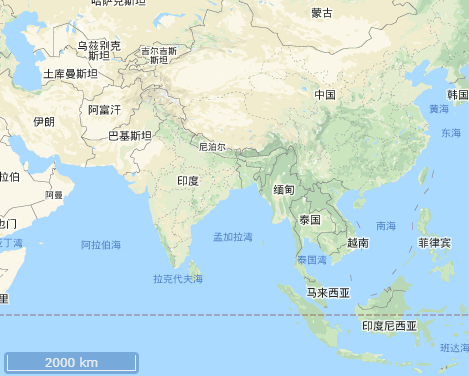 哈萨克斯坦
蒙古
乌兹别克
斯坦
吉尔吉斯
斯坦
土库曼斯坦
中国
韩国
黄海
阿富汗
伊朗
巴基斯坦
东海
尼泊尔
拉伯
印度
缅甸
阿曼
泰国
也门
南海
亚丁湾
阿拉伯海
孟加拉湾
越南
菲律宾
泰国湾
拉克代夫海
马来西亚
里
印度尼西亚
班达海
2000 km